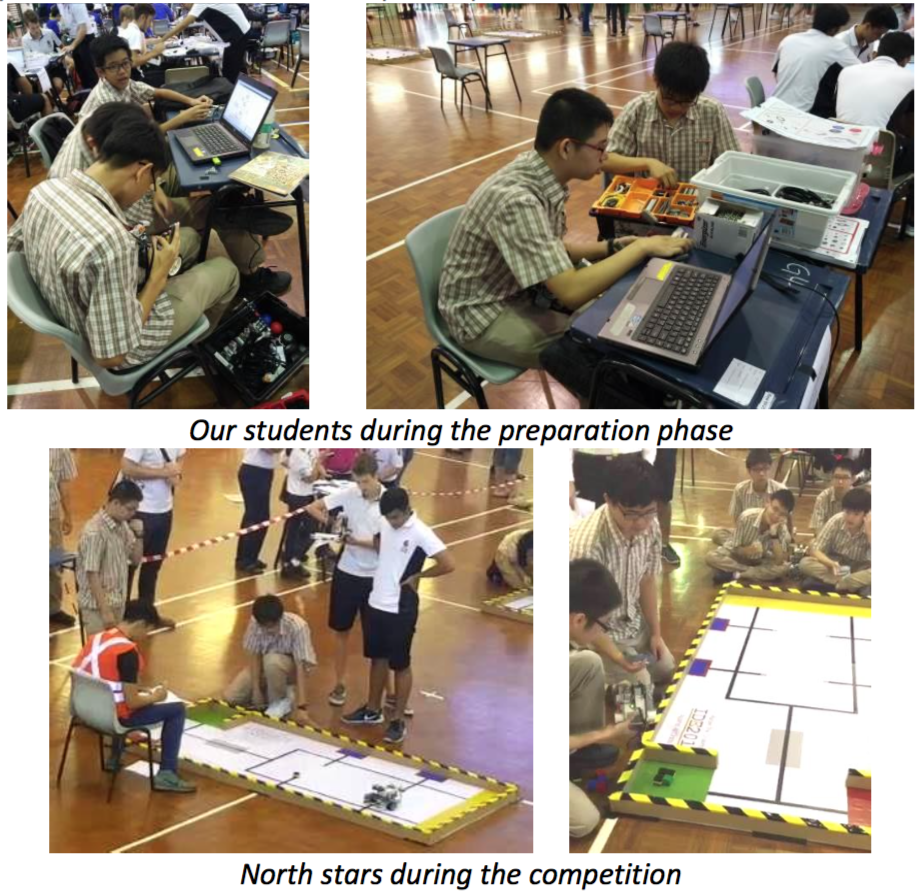 Our students during the preparation phase
North stars during the competition